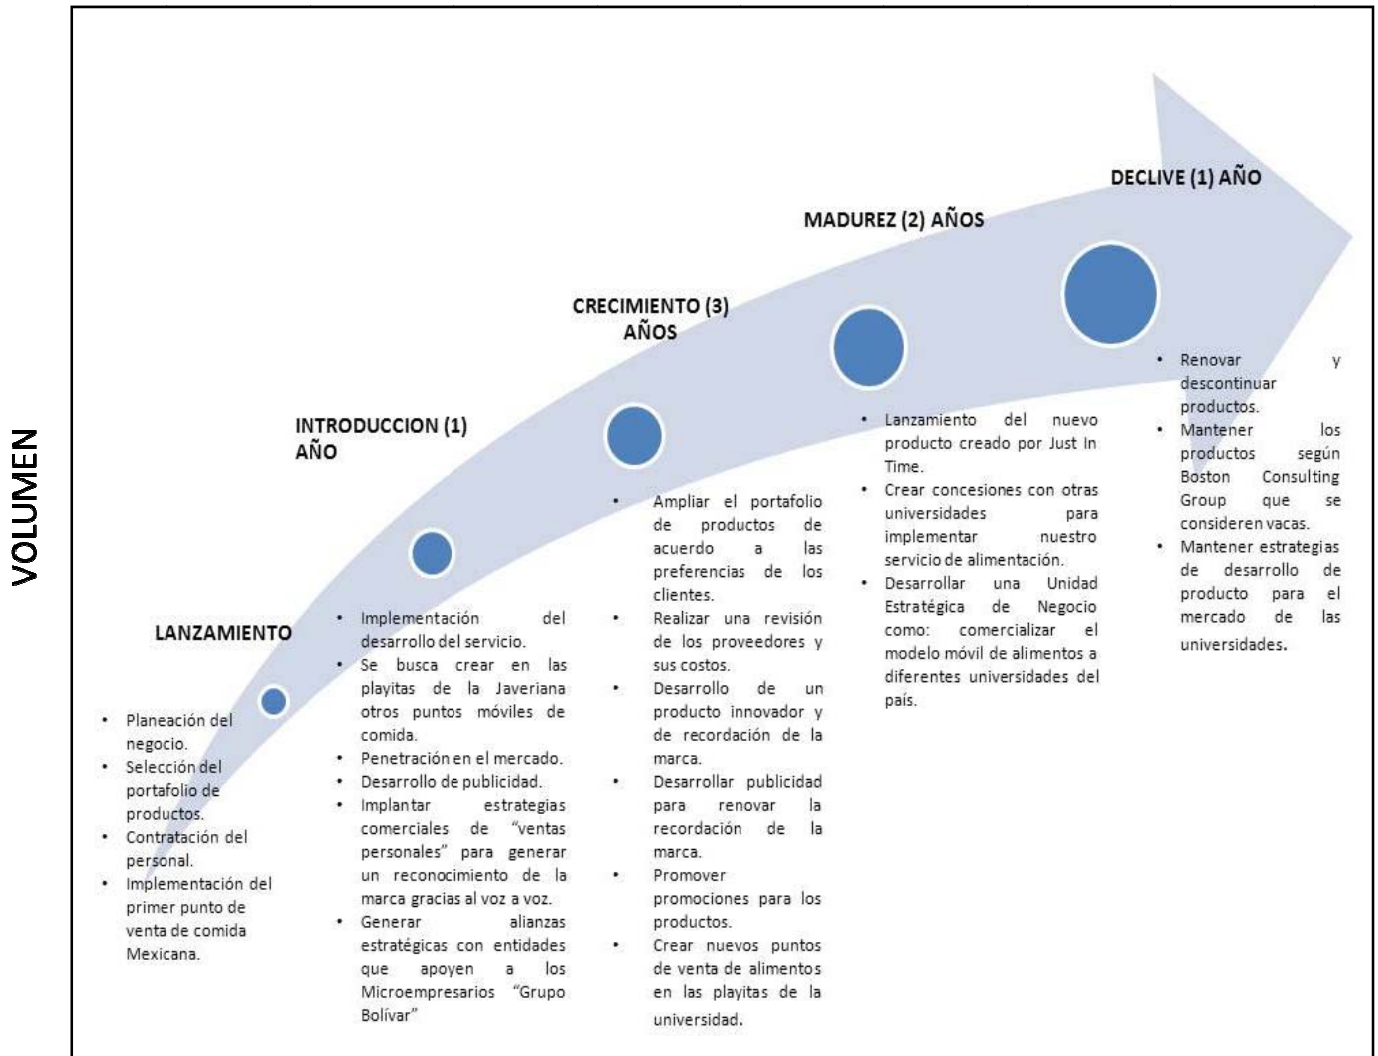 VOLUMEN
LANZAMIENTO
• Planeación del
negocio.
• Selección del
portafolio de
productos.
• Contratación del
personal.
• Implementación del
primer punto de
venta de comida
Mexicana.
INTRODUCCION (1)
AÑO
• Implementación del
desarrollo del servicio.
• Se busca crear en las
playitas de la Javeriana
otros puntos móviles de
comida.
• Penetración en el mercado.
• Desarrollo de publicidad.
• Implantar estrategias
comerciales de “ventas
personales” para generar
un reconocimiento de la
marca gracias al voz a voz.
• Generar alianzas
estratégicas con entidades
que apoyen a los
Microempresarios “Grupo
Bolívar”
CRECIMIENTO (3)
AÑOS
• Ampliar el portafolio
de productos de
acuerdo a las
preferencias de los
clientes.
• Realizar una revisión
de los proveedores y
sus costos.
• Desarrollo de un
producto innovador y
de recordación de la
marca.
• Desarrollar publicidad
para renovar la
recordación de la
marca.
• Promover
promociones para los
productos.
• Crear nuevos puntos
de venta de alimentos
en las playitas de la
universidad.
MADUREZ (2) AÑOS
• Lanzamiento del nuevo
producto creado por Just In
Time.
• Crear concesiones con otras
universidades para
implementar nuestro
servicio de alimentación.
• Desarrollar una Unidad
Estratégica de Negocio
como: comercializar el
modelo móvil de alimentos a
diferentes universidades del
país.
DECLIVE (1) AÑO
• Renovar y
descontinuar
productos.
• Mantener los
productos según
Boston Consulting
Group que se
consideren vacas.
• Mantener estrategias
de desarrollo de
producto para el
mercado de las
universidades.